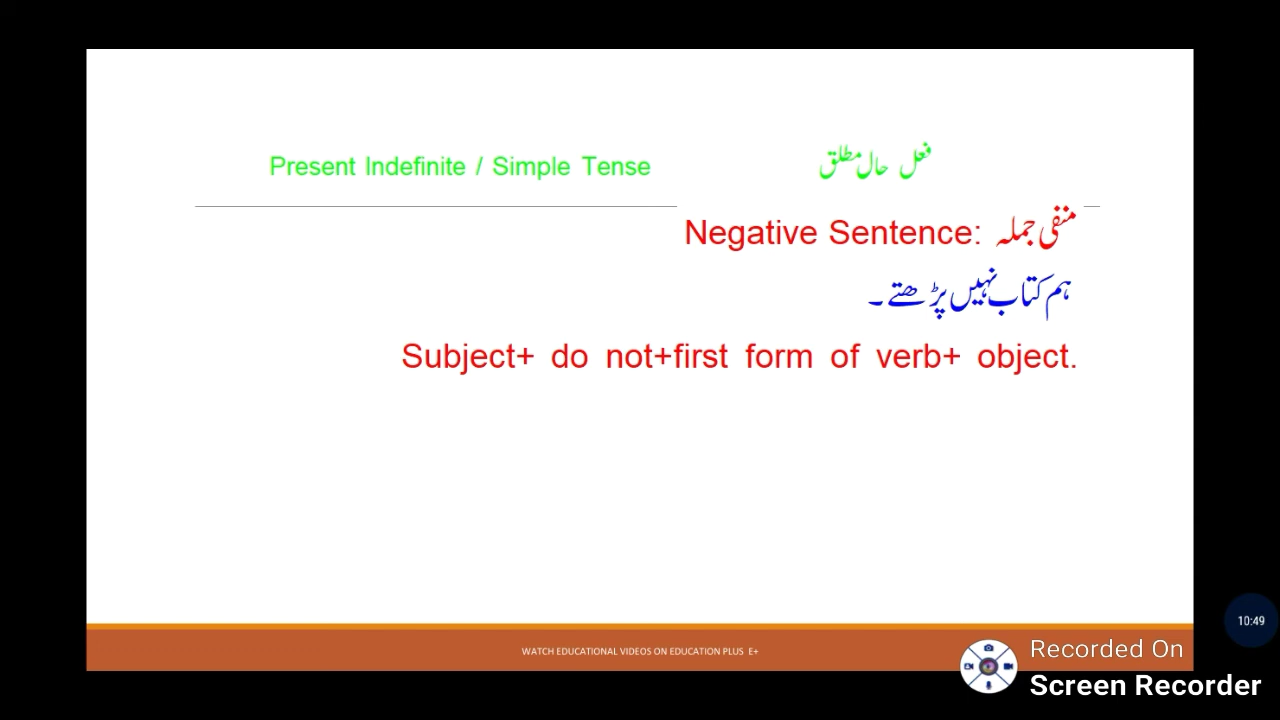 Present Indefinite / Simple Tense فعل حال مطلق
Negative Sentence: منفی جملہ
ہم کتاب نہیں پڑھتے ۔
Subject+ do not+first form of verb+ object.
WATCH EDUCATIONAL VIDEOS ON EDUCATION PLUS E+
10:49
Recorded On
Screen Recorder